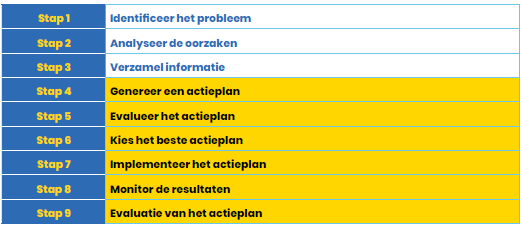 Stap 1 Identificeer het probleem
Stap 2 Analyseer de oorzaken
Stap 3 Verzamel informatie
Stap 4 Genereer een actieplan
Stap 5 Evalueer het actieplan
Stap 6 Kies het beste actieplan
Stap 7 Implementeer het actieplan
Stap 8 Monitor de resultaten
Stap 9 Evaluatie van het actieplan